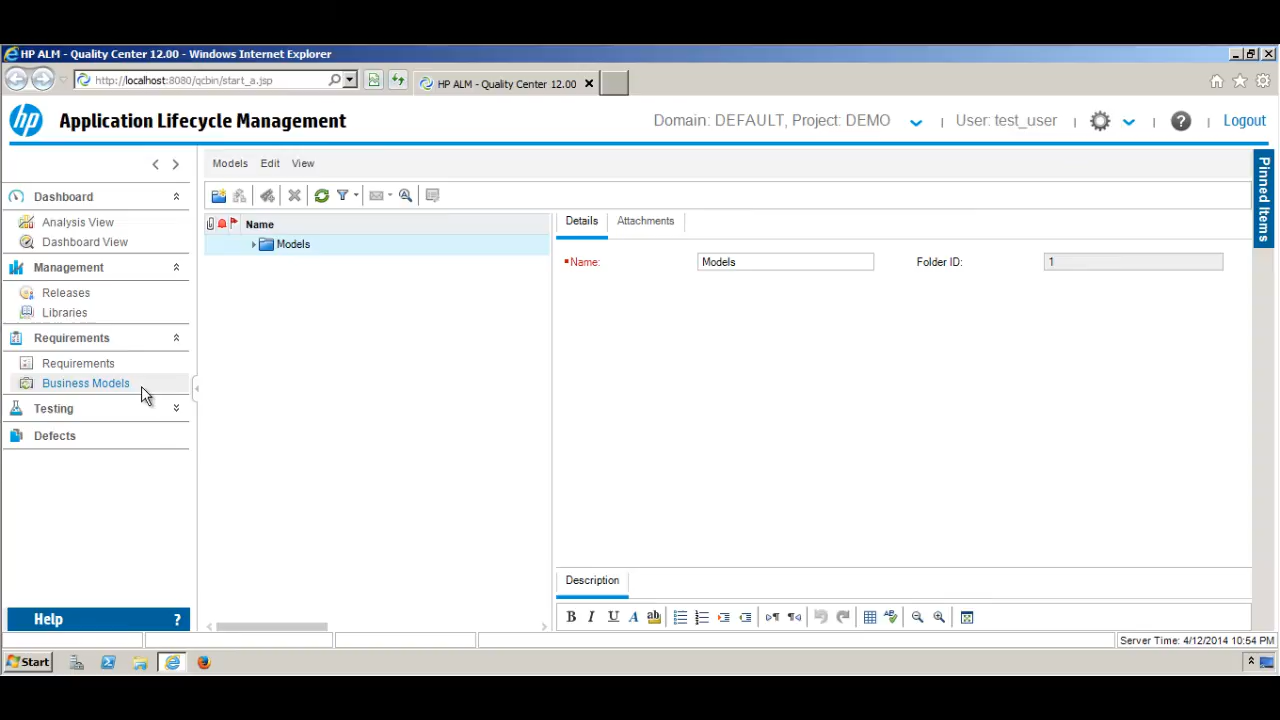 HP ALM - Quality Center 12.00 - Windows Internet Explorer
http://localhost:8080/qcbin/start_a.jsp
HP ALM - Quality Center 12.00
hp Application Lifecycle Management
Domain: DEFAULT, Project: DEMO
User: test_user
Logout
Dashboard
Analysis View
Dashboard View
Management
Releases
Libraries
Requirements
Requirements
Business Models
Testing
Defects
Help ?
Models Edit View
Name
Models
Details Attachments
Name: Models Folder ID: 1
Description
B I U A ab
Pinned Items
Server Time: 4/12/2014 10:54 PM
Start